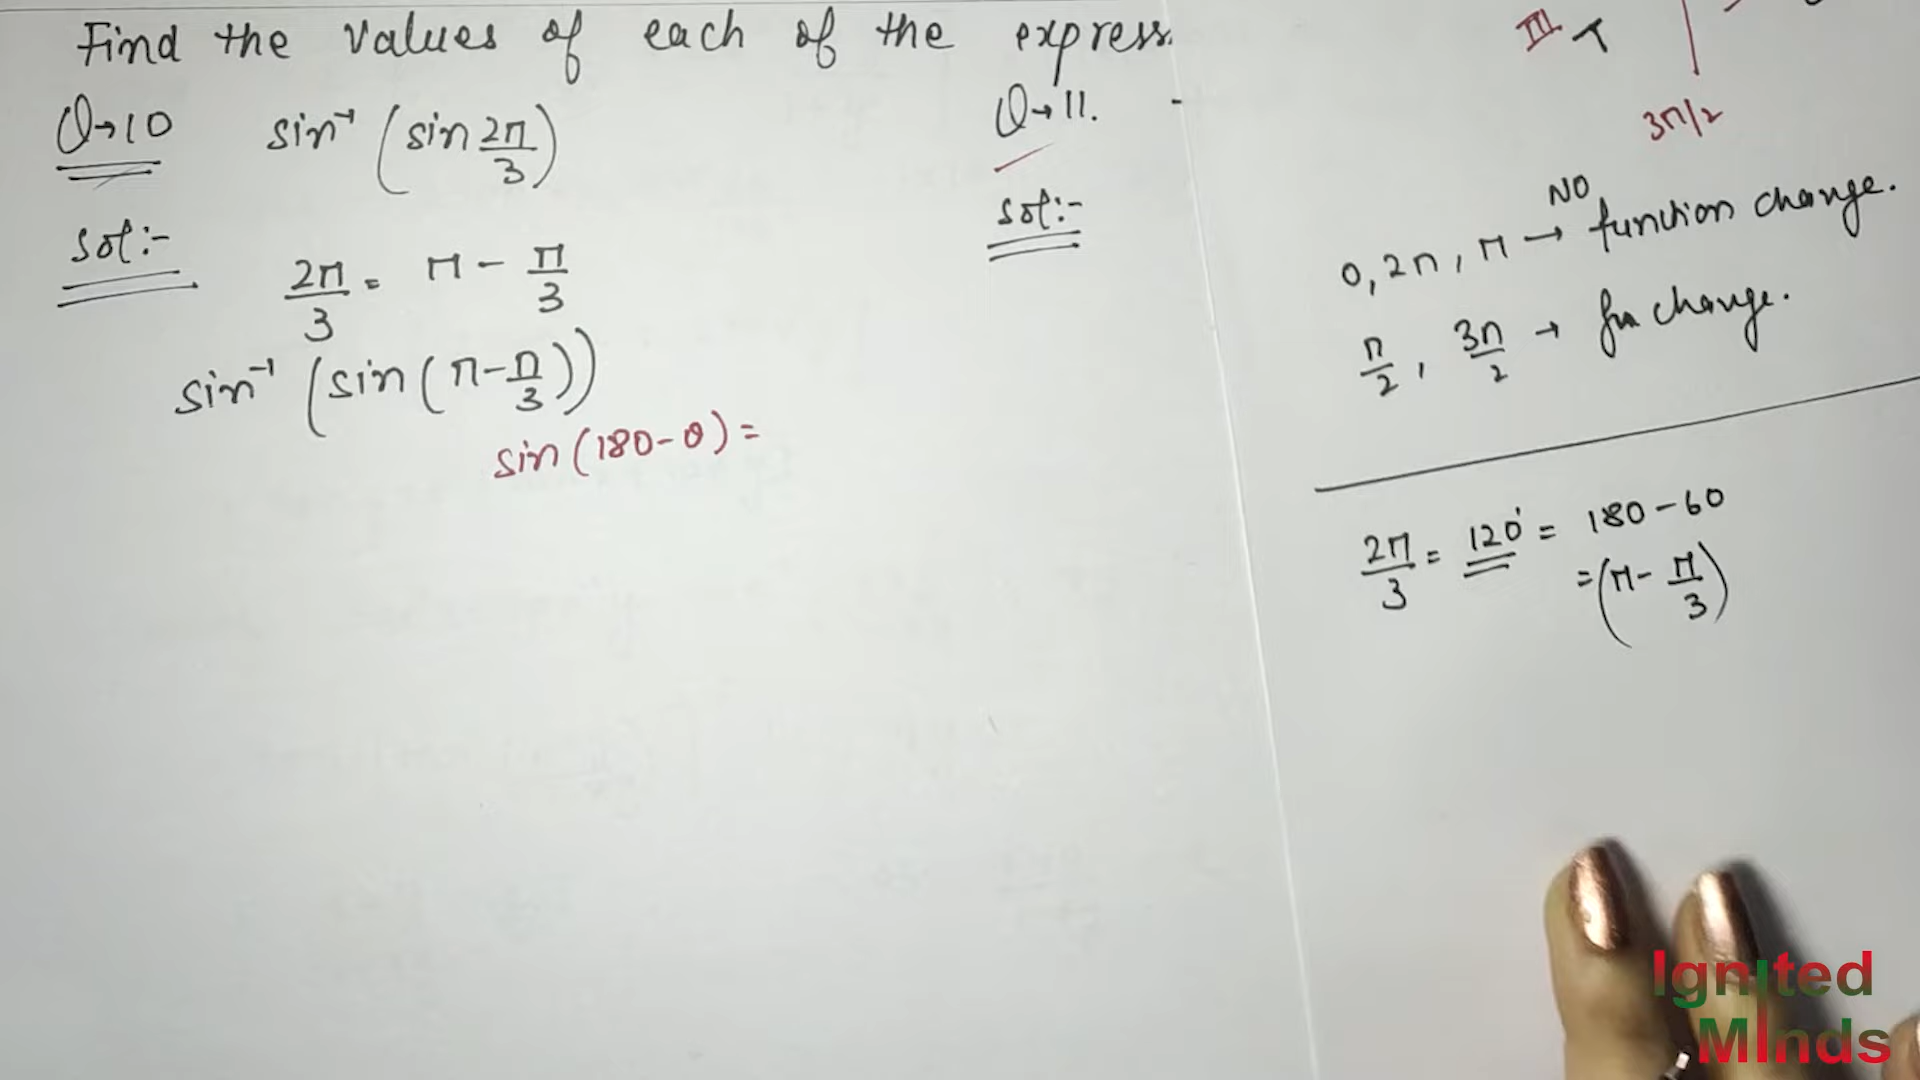 Find the values of each of the express.
Q→10 sin⁻¹(sin 2π/3)
Sol:-
2π/3 = π - π/3
sin⁻¹(sin(π-π/3))
sin(180-θ)=
Q→11.
Sol:-
III T
3π/2
NO
0, 2π, π → function change.
π/2, 3π/2 → fn change.
2π/3 = 120° = 180-60
=(π-π/3)
Ignited
Minds